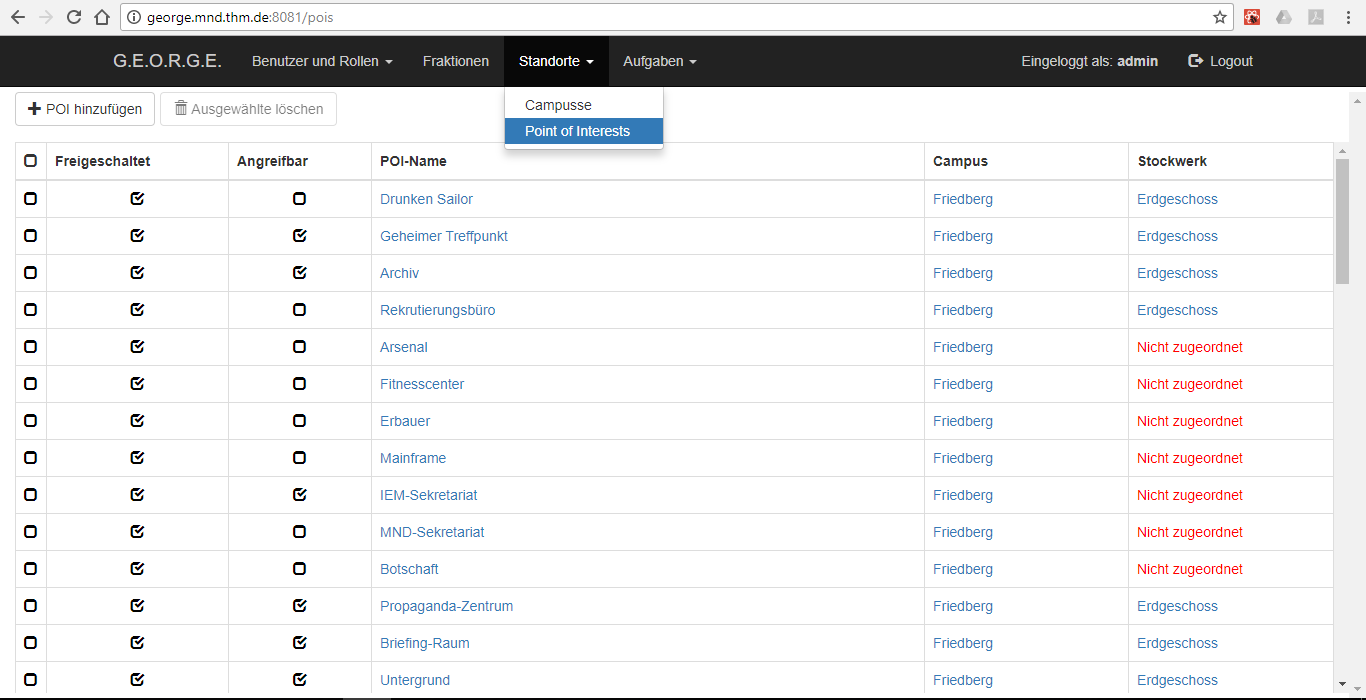 george.mnd.thm.de:8081/pois
G.E.O.R.G.E. Benutzer und Rollen Fraktionen Standorte Aufgaben Eingeloggt als: admin Logout
Campusse
Point of Interests
POI hinzufügen Ausgewählte löschen
Freigeschaltet Angreifbar POI-Name Campus Stockwerk
Drunken Sailor Friedberg Erdgeschoss
Geheimer Treffpunkt Friedberg Erdgeschoss
Archiv Friedberg Erdgeschoss
Rekrutierungsbüro Friedberg Erdgeschoss
Arsenal Friedberg Nicht zugeordnet
Fitnesscenter Friedberg Nicht zugeordnet
Erbauer Friedberg Nicht zugeordnet
Mainframe Friedberg Nicht zugeordnet
IEM-Sekretariat Friedberg Nicht zugeordnet
MND-Sekretariat Friedberg Nicht zugeordnet
Botschaft Friedberg Nicht zugeordnet
Propaganda-Zentrum Friedberg Erdgeschoss
Briefing-Raum Friedberg Erdgeschoss
Untergrund Friedberg Erdgeschoss